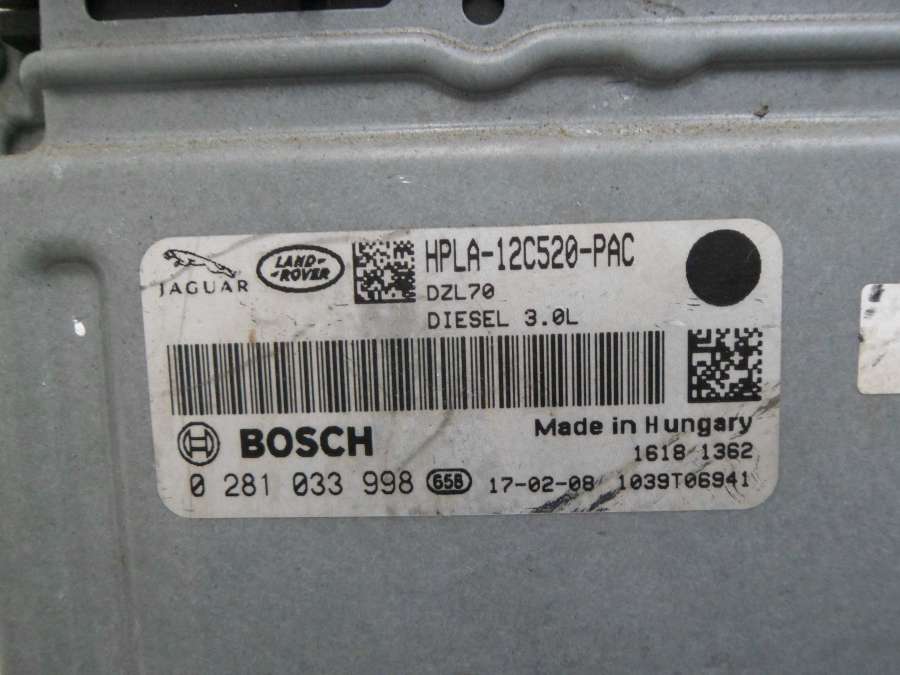 JAGUAR
LAND-
-ROVER
HPLA-12C520-PAC
DZL70
DIESEL 3.0L
BOSCH
Made in Hungary
1618 1362
0 281 033 998 658 17-02-08 1039T06941